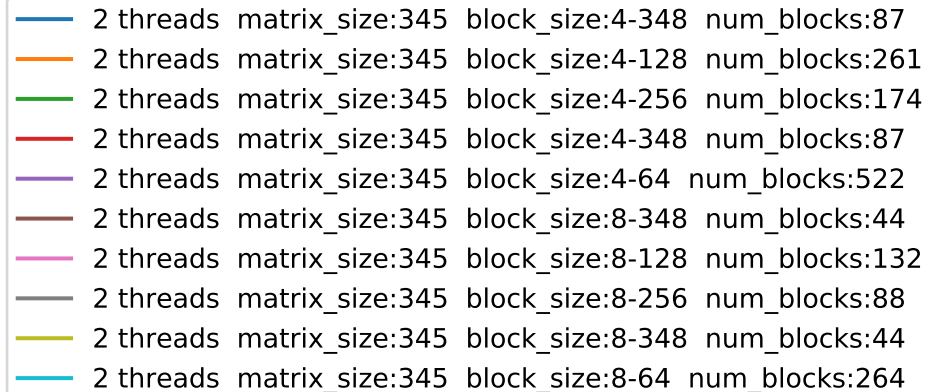 2 threads  matrix_size:345  block_size:4-348  num_blocks:87
2 threads  matrix_size:345  block_size:4-128  num_blocks:261
2 threads  matrix_size:345  block_size:4-256  num_blocks:174
2 threads  matrix_size:345  block_size:4-348  num_blocks:87
2 threads  matrix_size:345  block_size:4-64  num_blocks:522
2 threads  matrix_size:345  block_size:8-348  num_blocks:44
2 threads  matrix_size:345  block_size:8-128  num_blocks:132
2 threads  matrix_size:345  block_size:8-256  num_blocks:88
2 threads  matrix_size:345  block_size:8-348  num_blocks:44
2 threads  matrix_size:345  block_size:8-64  num_blocks:264